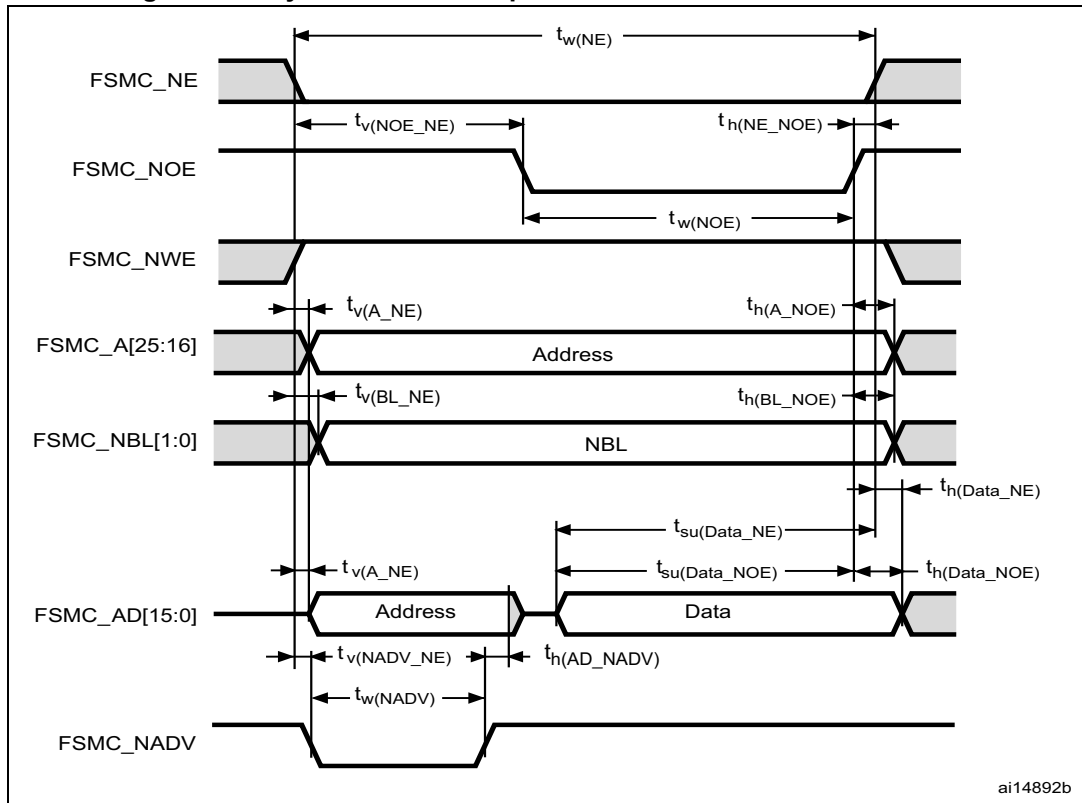 tw(NE)
FSMC_NE
tv(NOE_NE)
th(NE_NOE)
FSMC_NOE
tw(NOE)
FSMC_NWE
tv(A_NE)
th(A_NOE)
FSMC_A[25:16]
Address
tv(BL_NE)
th(BL_NOE)
FSMC_NBL[1:0]
NBL
th(Data_NE)
tsu(Data_NE)
tv(A_NE)
tsu(Data_NOE)
th(Data_NOE)
FSMC_AD[15:0]
Address
Data
tv(NADV_NE)
th(AD_NADV)
tw(NADV)
FSMC_NADV
ai14892b